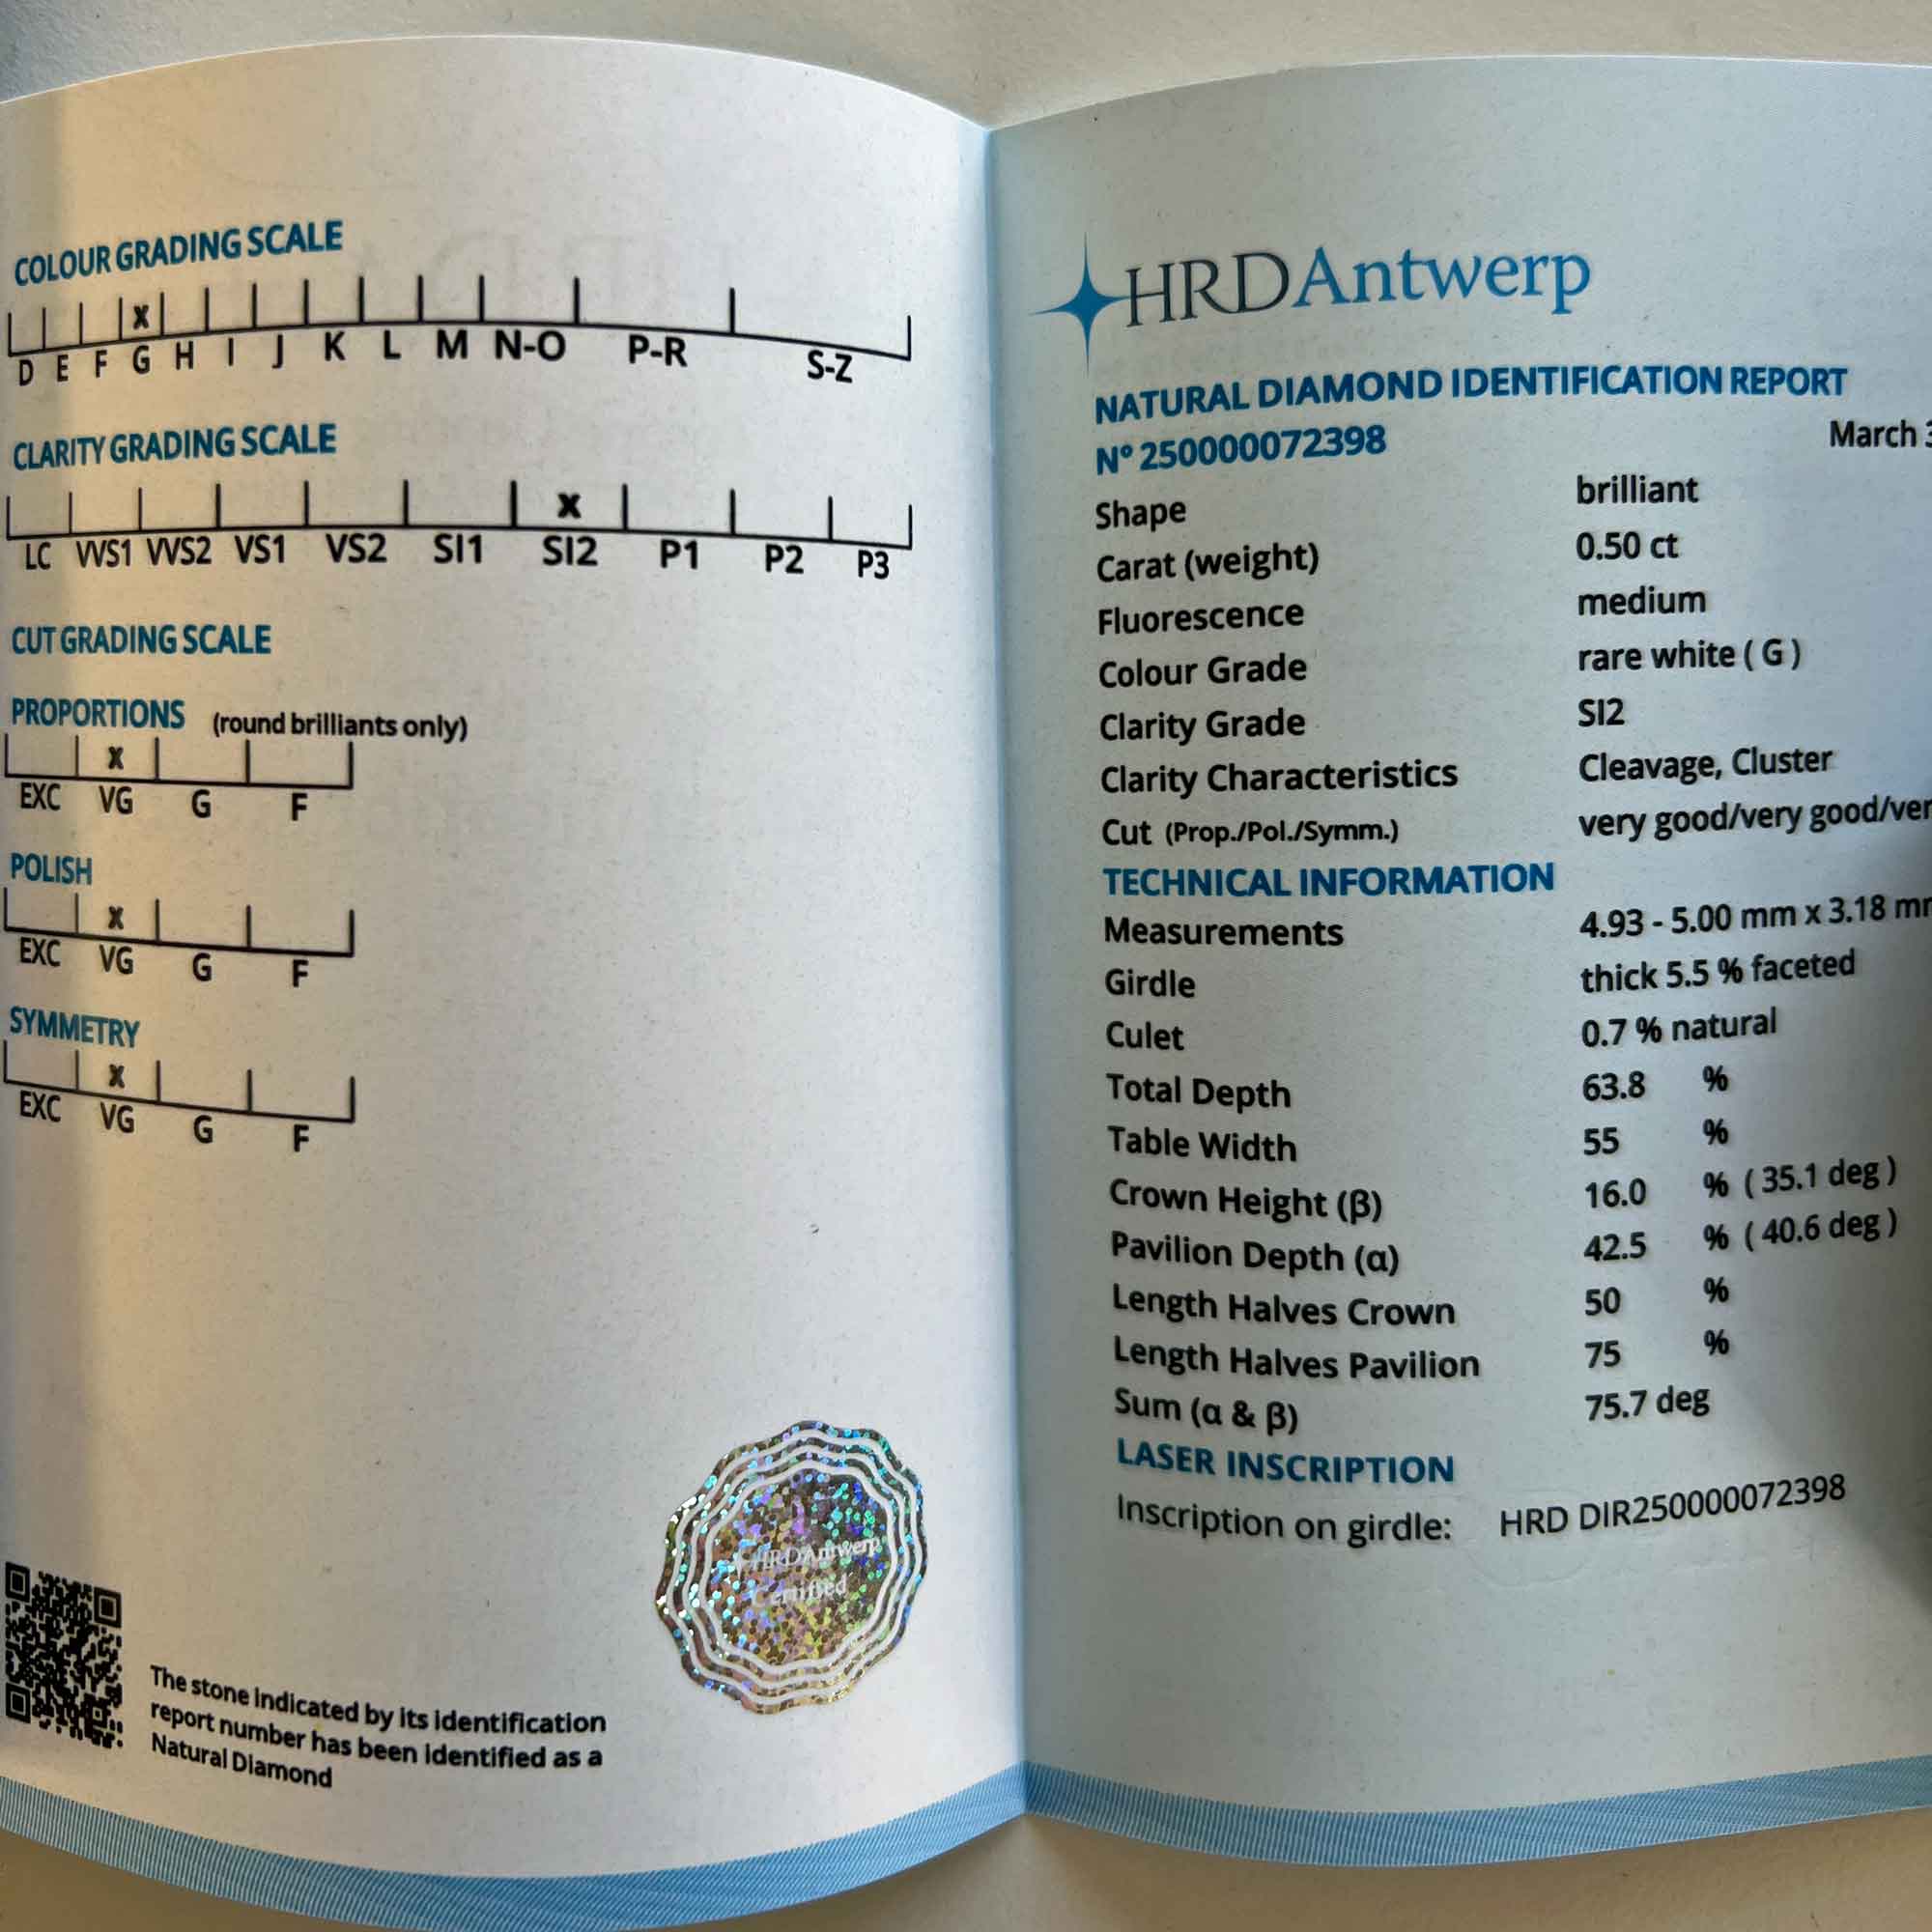 COLOUR GRADING SCALE
x
D E F G H I J K L M N-O P-R S-Z
CLARITY GRADING SCALE
x
LC VVS1 VVS2 VS1 VS2 SI1 SI2 P1 P2 P3
CUT GRADING SCALE
PROPORTIONS (round brilliants only)
x
EXC VG G F
POLISH
x
EXC VG G F
SYMMETRY
x
EXC VG G F
HRDAntwerp
Certified
The stone indicated by its identification
report number has been identified as a
Natural Diamond
HRDAntwerp
NATURAL DIAMOND IDENTIFICATION REPORT
N° 250000072398
March
Shape brilliant
Carat (weight) 0.50 ct
Fluorescence medium
Colour Grade rare white ( G )
Clarity Grade SI2
Clarity Characteristics Cleavage, Cluster
Cut (Prop./Pol./Symm.) very good/very good/ver
TECHNICAL INFORMATION
Measurements 4.93 - 5.00 mm x 3.18 mm
Girdle thick 5.5 % faceted
Culet 0.7 % natural
Total Depth 63.8 %
Table Width 55 %
Crown Height (β) 16.0 % ( 35.1 deg )
Pavilion Depth (α) 42.5 % ( 40.6 deg )
Length Halves Crown 50 %
Length Halves Pavilion 75 %
Sum (α & β) 75.7 deg
LASER INSCRIPTION
Inscription on girdle: HRD DIR250000072398